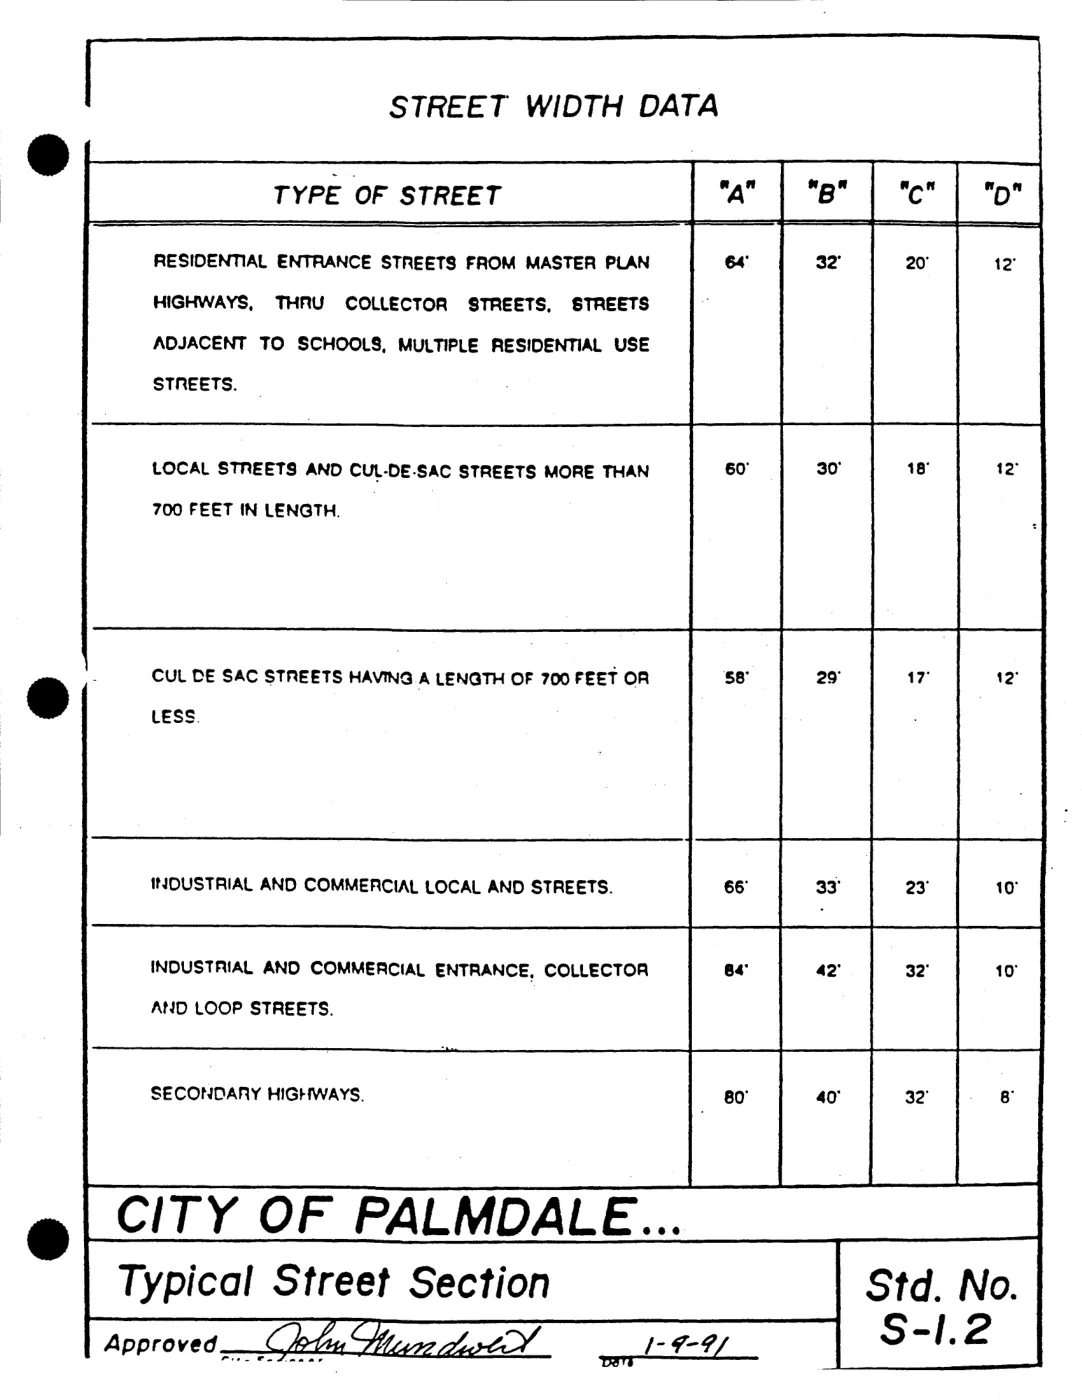 STREET WIDTH DATA
TYPE OF STREET "A" "B" "C" "D"
RESIDENTIAL ENTRANCE STREETS FROM MASTER PLAN 64' 32' 20' 12'
HIGHWAYS, THRU COLLECTOR STREETS, STREETS
ADJACENT TO SCHOOLS, MULTIPLE RESIDENTIAL USE
STREETS.
LOCAL STREETS AND CUL-DE-SAC STREETS MORE THAN 60' 30' 18' 12'
700 FEET IN LENGTH.
CUL DE SAC STREETS HAVING A LENGTH OF 700 FEET OR 58' 29' 17' 12'
LESS.
INDUSTRIAL AND COMMERCIAL LOCAL AND STREETS. 66' 33' 23' 10'
INDUSTRIAL AND COMMERCIAL ENTRANCE, COLLECTOR 84' 42' 32' 10'
AND LOOP STREETS.
SECONDARY HIGHWAYS. 80' 40' 32' 8'
CITY OF PALMDALE...
Typical Street Section
Std. No.
S-1.2
Approved John 1-9-91
Date